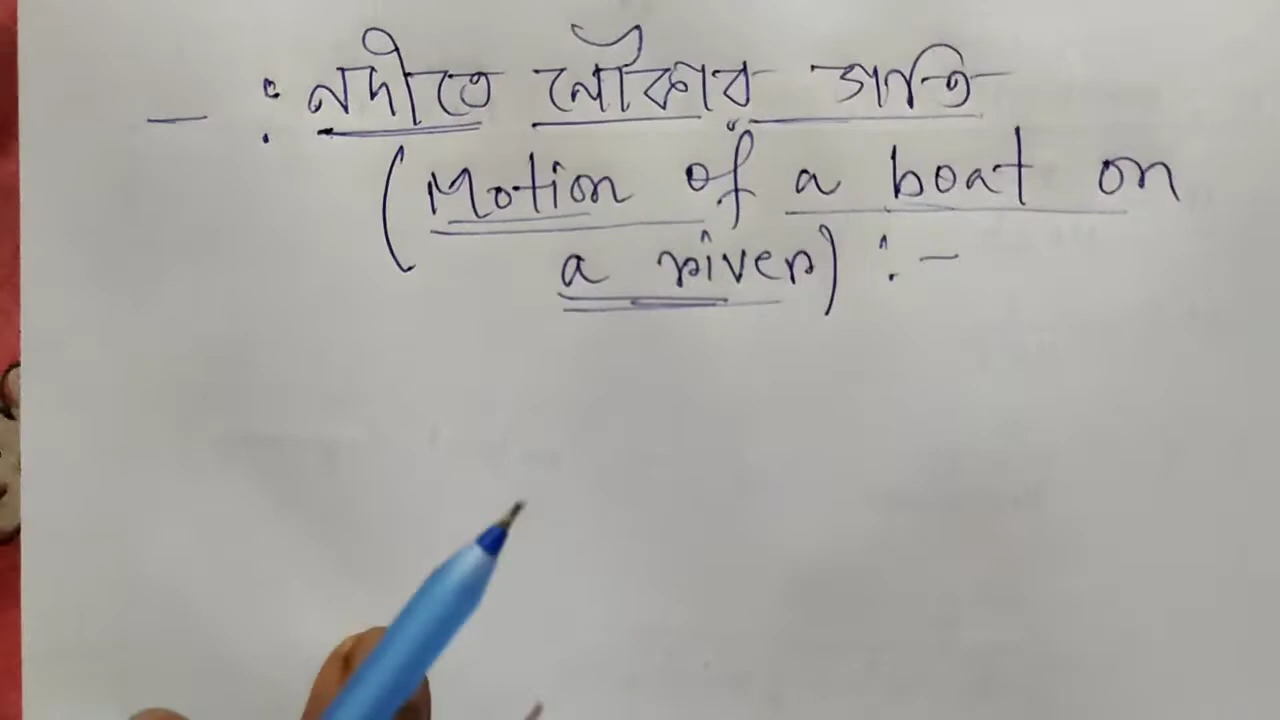 — : নদীতে নৌকার গতি
(Motion of a boat on
a river) :-